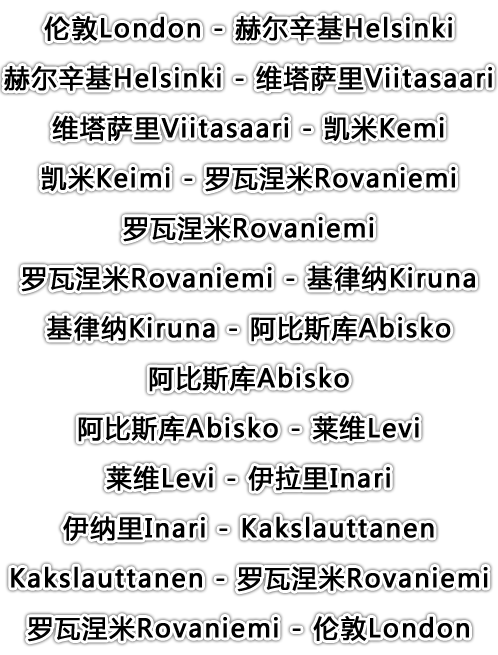 伦敦London - 赫尔辛基Helsinki
赫尔辛基Helsinki - 维塔萨里Viitasaari
维塔萨里Viitasaari - 凯米Kemi
凯米Keimi - 罗瓦涅米Rovaniemi
罗瓦涅米Rovaniemi
罗瓦涅米Rovaniemi - 基律纳Kiruna
基律纳Kiruna - 阿比斯库Abisko
阿比斯库Abisko
阿比斯库Abisko - 莱维Levi
莱维Levi - 伊拉里Inari
伊纳里Inari - Kakslauttanen
Kakslauttanen - 罗瓦涅米Rovaniemi
罗瓦涅米Rovaniemi - 伦敦London